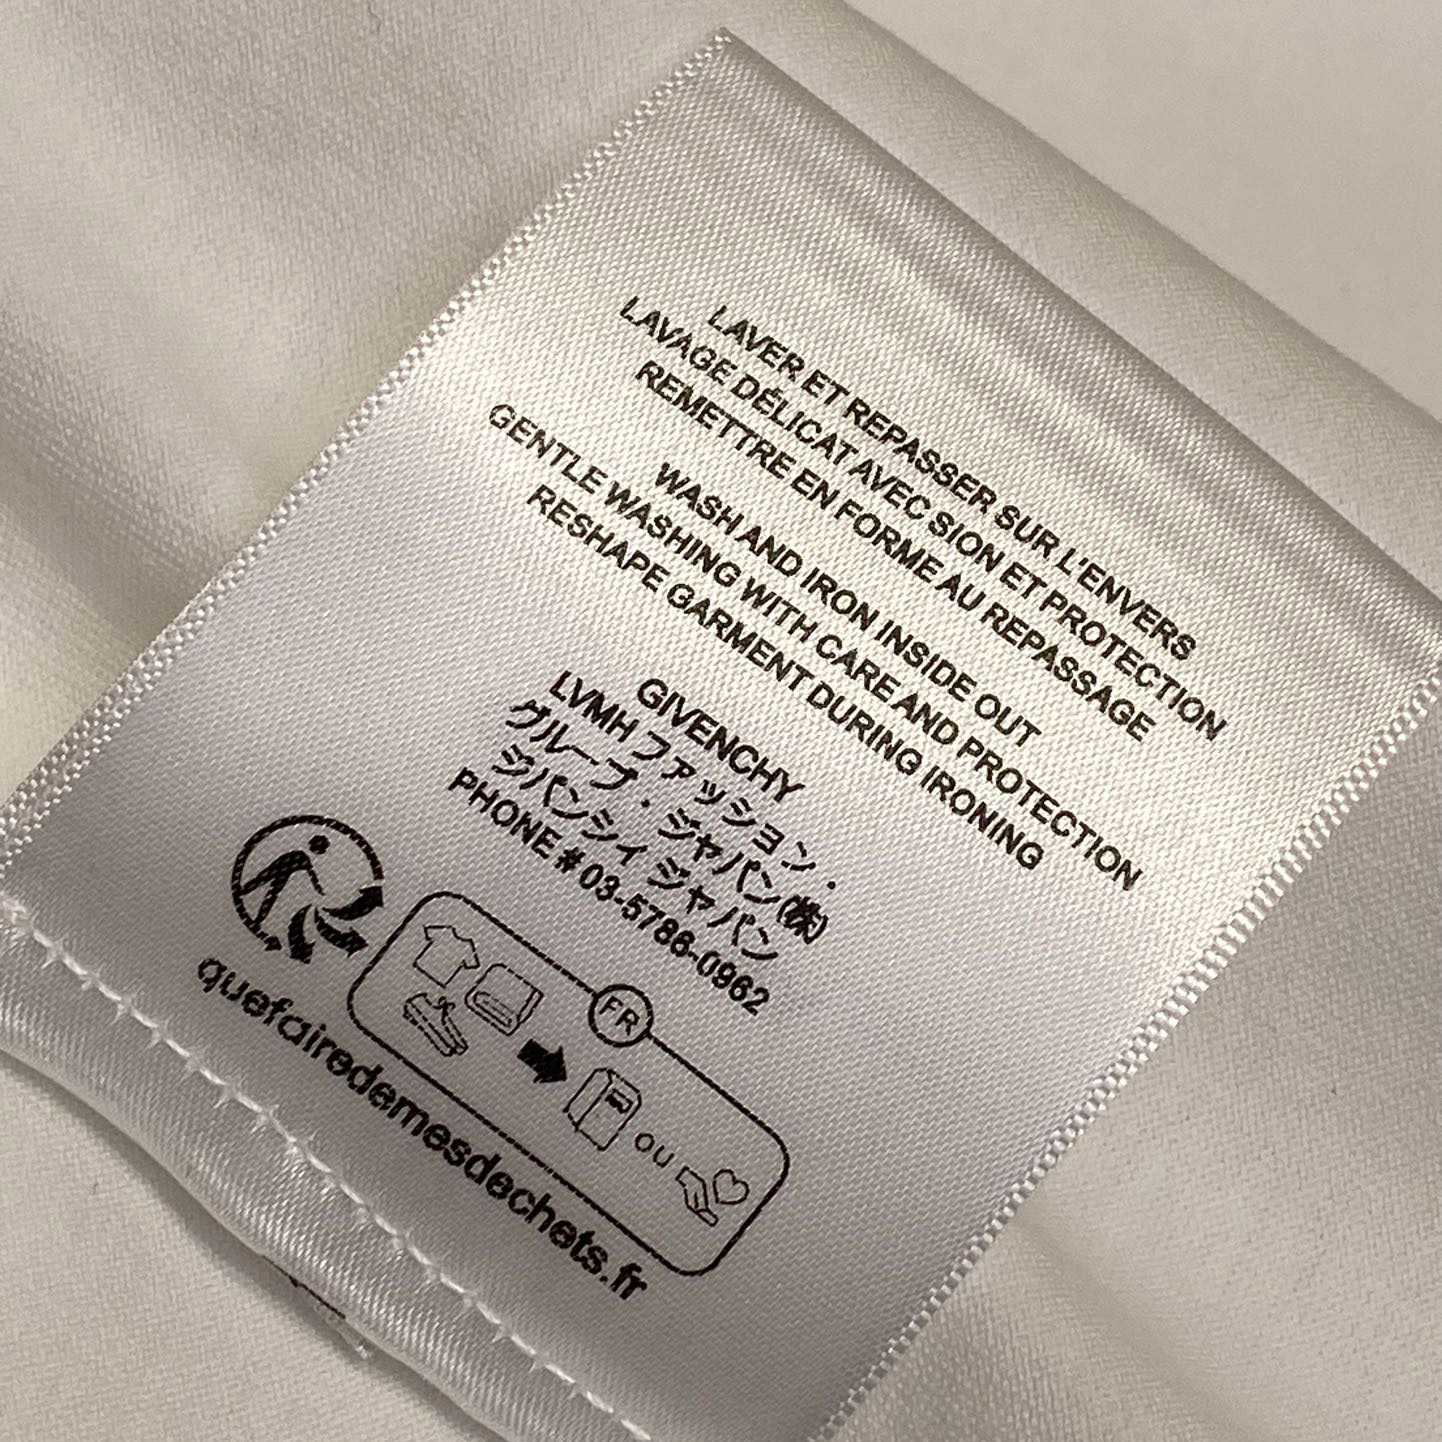 LAVER ET REPASSER SUR L'ENVERS
LAVAGE DÉLICAT AVEC SION ET PROTECTION
REMETTRE EN FORME AU REPASSAGE
WASH AND IRON INSIDE OUT
GENTLE WASHING WITH CARE AND PROTECTION
RESHAPE GARMENT DURING IRONING
GIVENCHY
LVMH ファッション・
グループ・ジャパン(株)
ジバンシィ ジャパン
PHONE # 03-5786-0962
FR
OU
quefairedemesdechets.fr